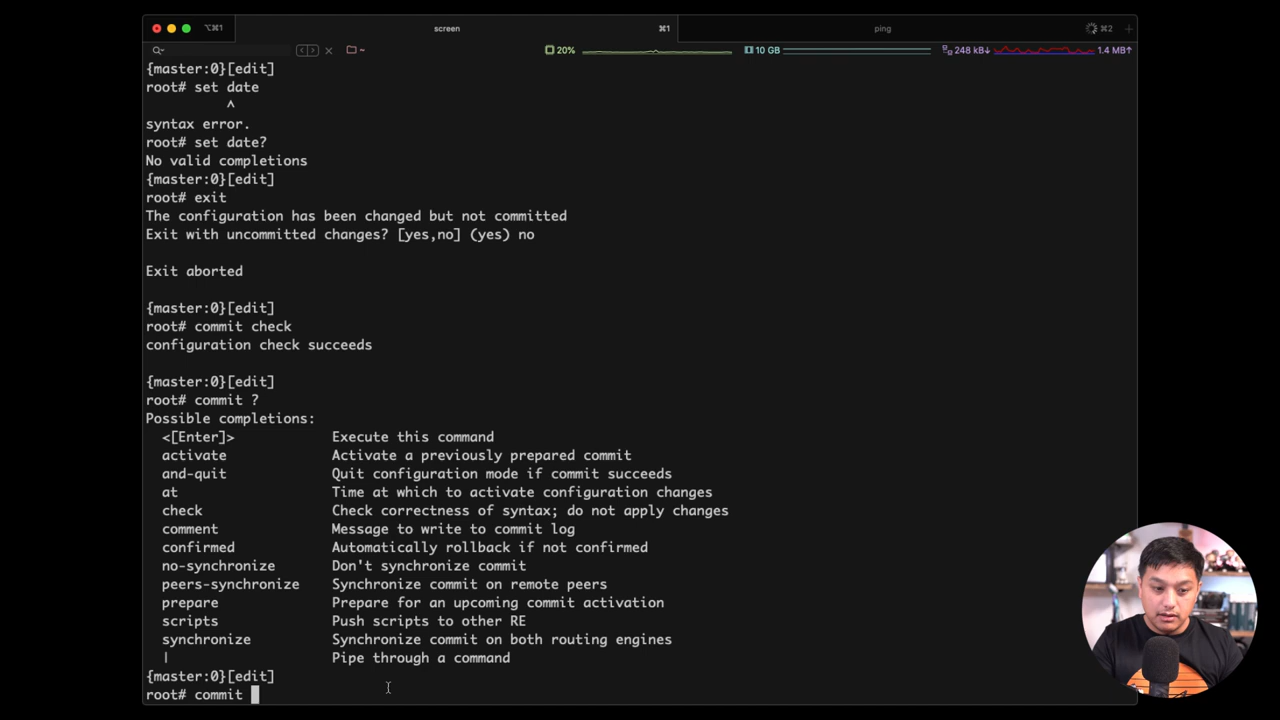 ⌥⌘1
screen
⌘1
ping
⌘2
20%
10 GB
248 kB↓
1.4 MB↑
~
{master:0}[edit]
root# set date
^
syntax error.
root# set date?
No valid completions
{master:0}[edit]
root# exit
The configuration has been changed but not committed
Exit with uncommitted changes? [yes,no] (yes) no
Exit aborted
{master:0}[edit]
root# commit check
configuration check succeeds
{master:0}[edit]
root# commit ?
Possible completions:
<[Enter]> Execute this command
activate Activate a previously prepared commit
and-quit Quit configuration mode if commit succeeds
at Time at which to activate configuration changes
check Check correctness of syntax; do not apply changes
comment Message to write to commit log
confirmed Automatically rollback if not confirmed
no-synchronize Don't synchronize commit
peers-synchronize Synchronize commit on remote peers
prepare Prepare for an upcoming commit activation
scripts Push scripts to other RE
synchronize Synchronize commit on both routing engines
| Pipe through a command
{master:0}[edit]
root# commit